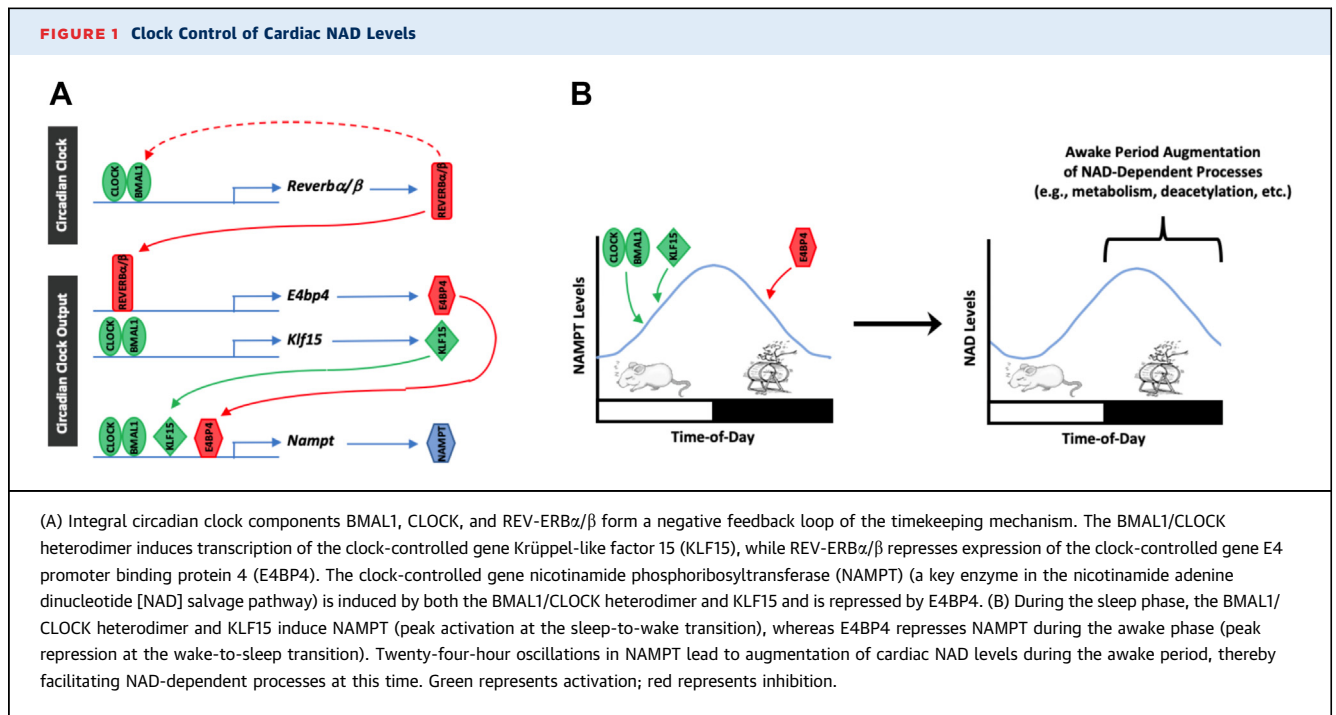 FIGURE 1 Clock Control of Cardiac NAD Levels
A
Circadian Clock
CLOCK
BMAL1
Reverbα/β
REVERBα/β
Circadian Clock Output
REVERBα/β
E4bp4
E4BP4
CLOCK
BMAL1
Klf15
KLF15
CLOCK
BMAL1
KLF15
E4BP4
Nampt
NAMPT
B
NAMPT Levels
CLOCK
BMAL1
KLF15
E4BP4
Time-of-Day
Awake Period Augmentation
of NAD-Dependent Processes
(e.g., metabolism, deacetylation, etc.)
NAD Levels
Time-of-Day
(A) Integral circadian clock components BMAL1, CLOCK, and REV-ERBα/β form a negative feedback loop of the timekeeping mechanism. The BMAL1/CLOCK
heterodimer induces transcription of the clock-controlled gene Krüppel-like factor 15 (KLF15), while REV-ERBα/β represses expression of the clock-controlled gene E4
promoter binding protein 4 (E4BP4). The clock-controlled gene nicotinamide phosphoribosyltransferase (NAMPT) (a key enzyme in the nicotinamide adenine
dinucleotide [NAD] salvage pathway) is induced by both the BMAL1/CLOCK heterodimer and KLF15 and is repressed by E4BP4. (B) During the sleep phase, the BMAL1/
CLOCK heterodimer and KLF15 induce NAMPT (peak activation at the sleep-to-wake transition), whereas E4BP4 represses NAMPT during the awake phase (peak
repression at the wake-to-sleep transition). Twenty-four-hour oscillations in NAMPT lead to augmentation of cardiac NAD levels during the awake period, thereby
facilitating NAD-dependent processes at this time. Green represents activation; red represents inhibition.